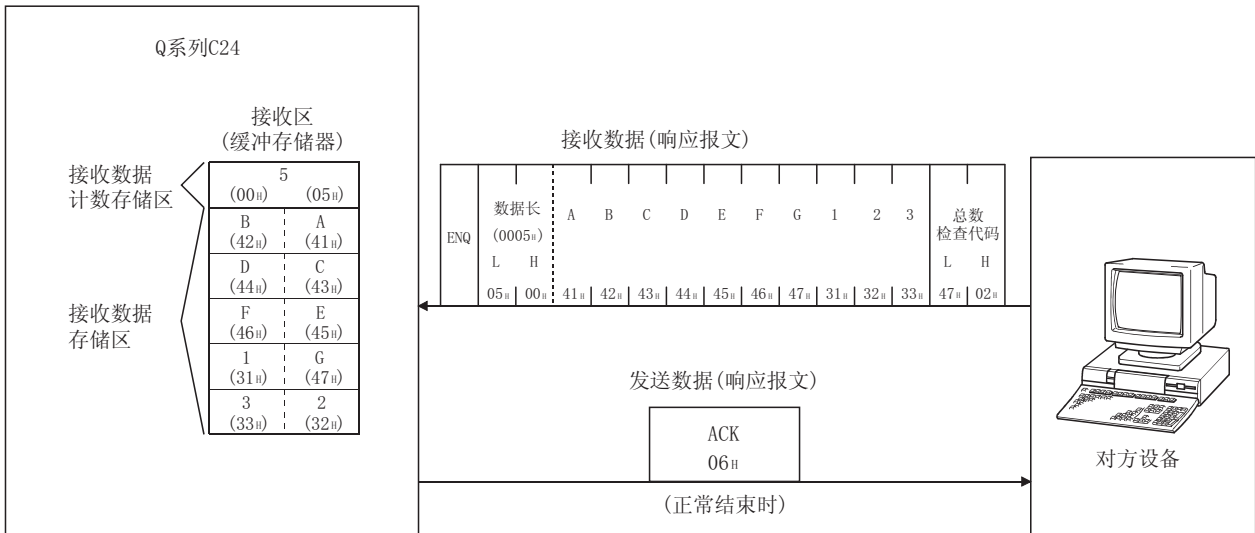 Q系列C24
接收区
(缓冲存储器)
接收数据
计数存储区
5
(00H) (05H)
B A
(42H) (41H)
D C
(44H) (43H)
F E
(46H) (45H)
1 G
(31H) (47H)
3 2
(33H) (32H)
接收数据
存储区
接收数据(响应报文)
ENQ
数据长
(0005H)
L H
05H 00H
A B C D E F G 1 2 3
41H 42H 43H 44H 45H 46H 47H 31H 32H 33H
总数
检查代码
L H
47H 02H
发送数据(响应报文)
ACK
06H
(正常结束时)
对方设备